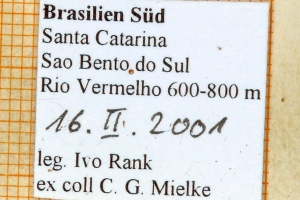 Brasilien Süd
Santa Catarina
Sao Bento do Sul
Rio Vermelho 600-800 m
16. II. 2001
leg. Ivo Rank
ex coll C. G. Mielke